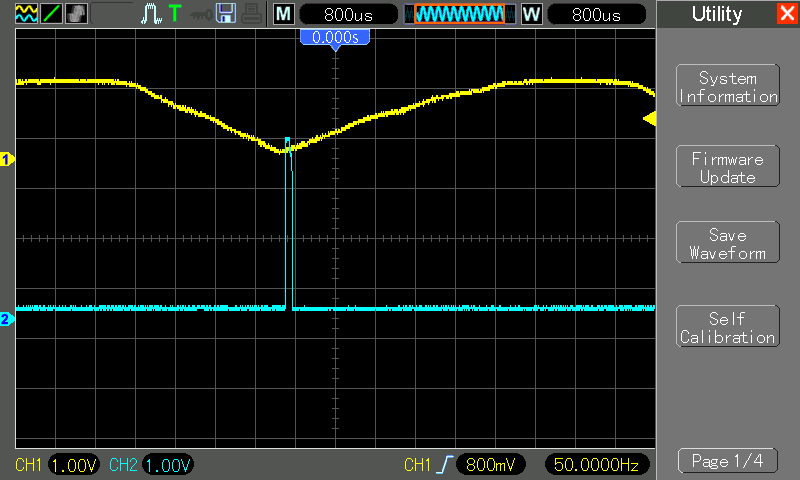 T
M 800us W 800us
Utility
0.000s
System
Information
1
Firmware
Update
Save
Waveform
2
Self
Calibration
CH1 1.00V CH2 1.00V CH1 800mV 50.0000Hz
Page 1/4